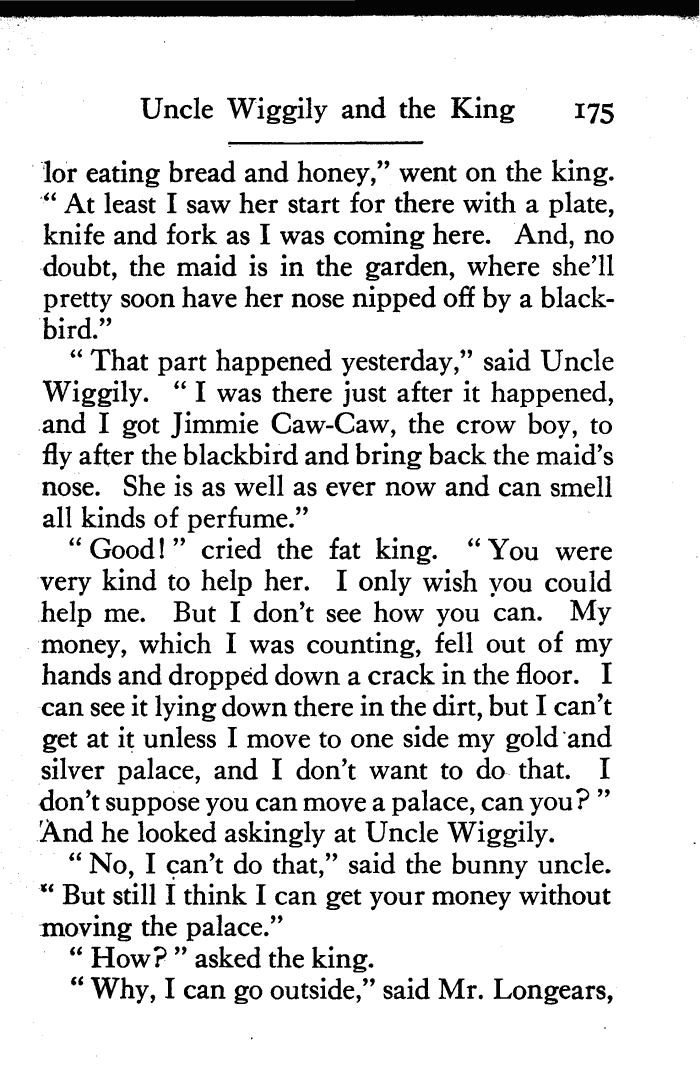 Uncle Wiggily and the King 175
lor eating bread and honey,” went on the king.
“ At least I saw her start for there with a plate,
knife and fork as I was coming here. And, no
doubt, the maid is in the garden, where she’ll
pretty soon have her nose nipped off by a black-
bird.”
“ That part happened yesterday,” said Uncle
Wiggily. “ I was there just after it happened,
and I got Jimmie Caw-Caw, the crow boy, to
fly after the blackbird and bring back the maid’s
nose. She is as well as ever now and can smell
all kinds of perfume.”
“ Good! ” cried the fat king. “ You were
very kind to help her. I only wish you could
help me. But I don’t see how you can. My
money, which I was counting, fell out of my
hands and dropped down a crack in the floor. I
can see it lying down there in the dirt, but I can’t
get at it unless I move to one side my gold and
silver palace, and I don’t want to do that. I
don’t suppose you can move a palace, can you? ”
And he looked askingly at Uncle Wiggily.
“ No, I can’t do that,” said the bunny uncle.
“ But still I think I can get your money without
moving the palace.”
“ How? ” asked the king.
“ Why, I can go outside,” said Mr. Longears,